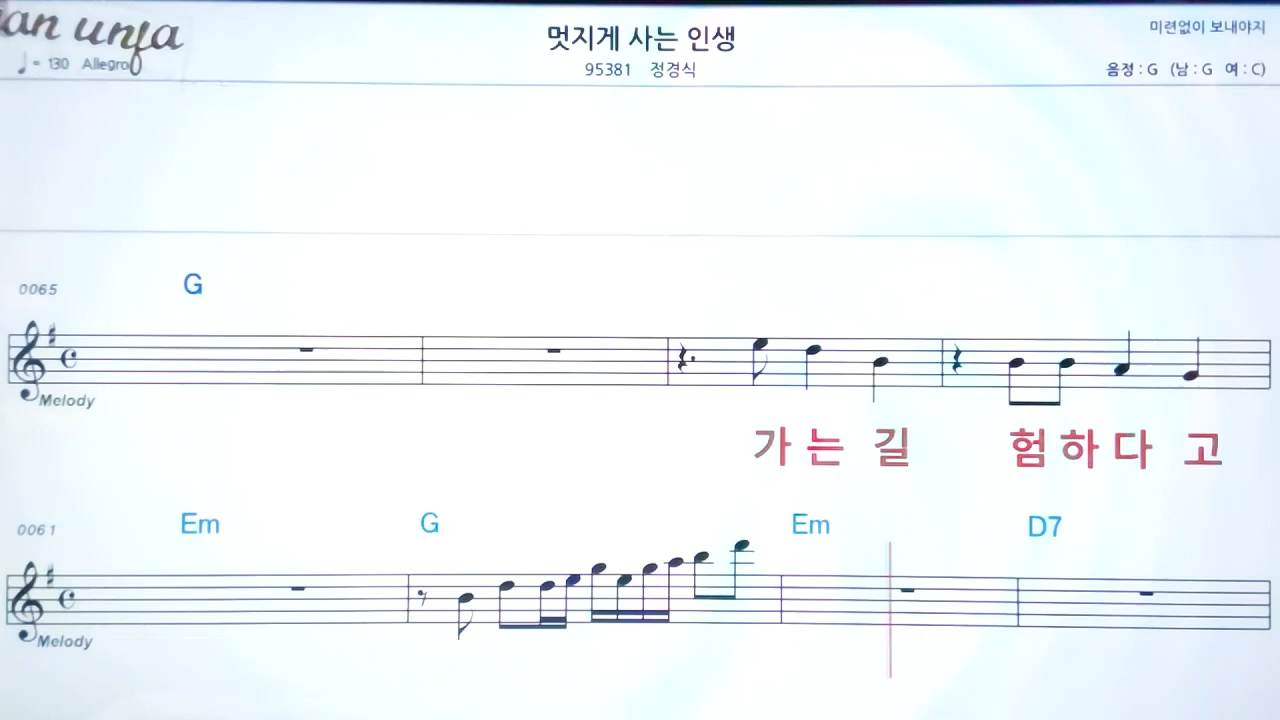 an unfa
멋지게 사는 인생
미련없이 보내야지
♩= 130 Allegro
95381 정경식
음정 : G (남 : G 여 : C)
0065 G
Melody
가 는 길 험 하 다 고
0061 Em G Em D7
Melody